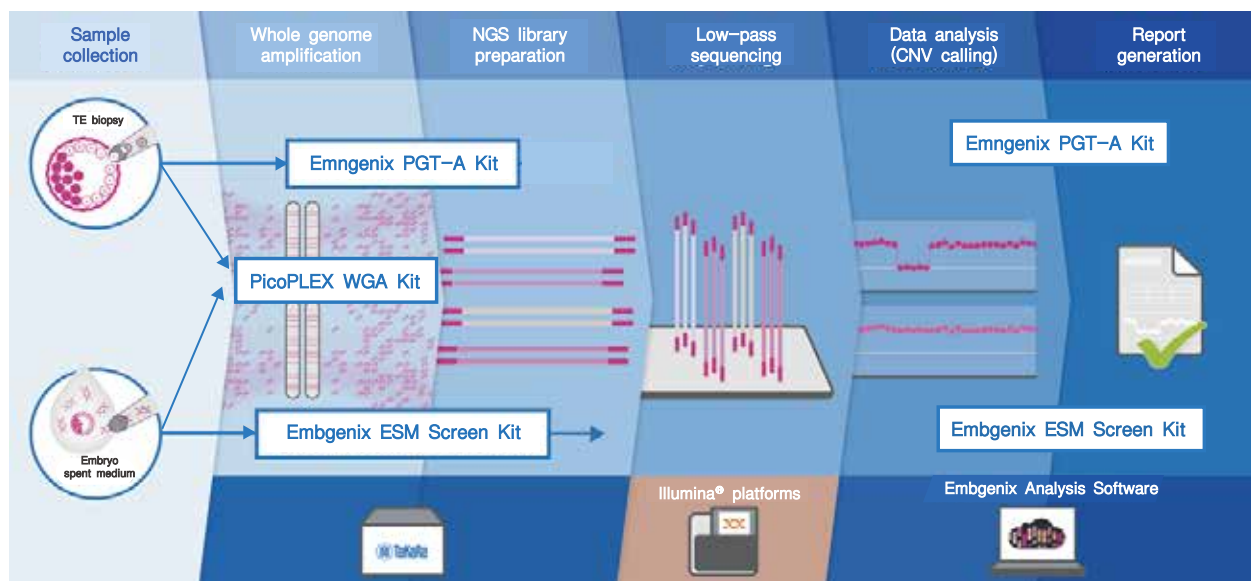 Sample
collection
Whole genome
amplification
NGS library
preparation
Low-pass
sequencing
Data analysis
(CNV calling)
Report
generation
TE biopsy
Emngenix PGT-A Kit
Emngenix PGT-A Kit
PicoPLEX WGA Kit
Embgenix ESM Screen Kit
Embgenix ESM Screen Kit
Embryo
spent medium
TaKaRa
Illumina® platforms
Embgenix Analysis Software